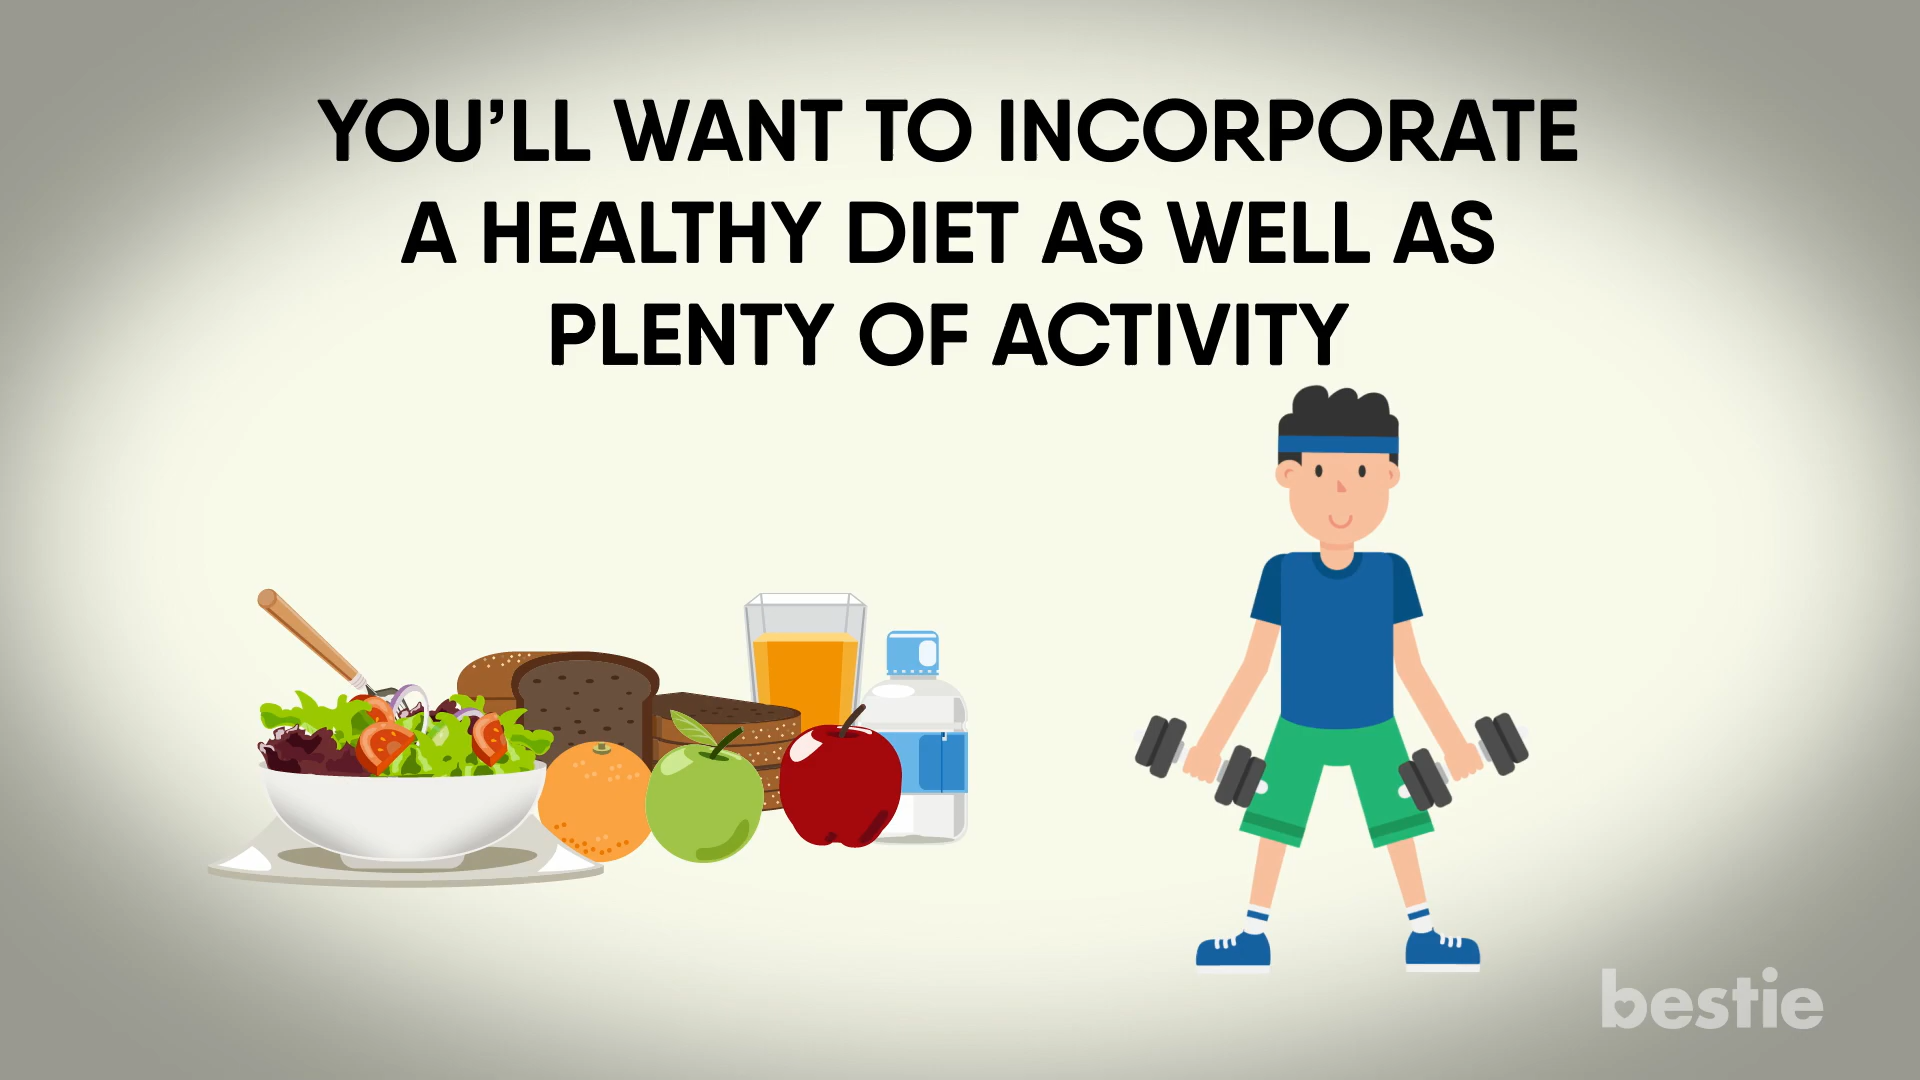 YOU’LL WANT TO INCORPORATE
A HEALTHY DIET AS WELL AS
PLENTY OF ACTIVITY
bestie